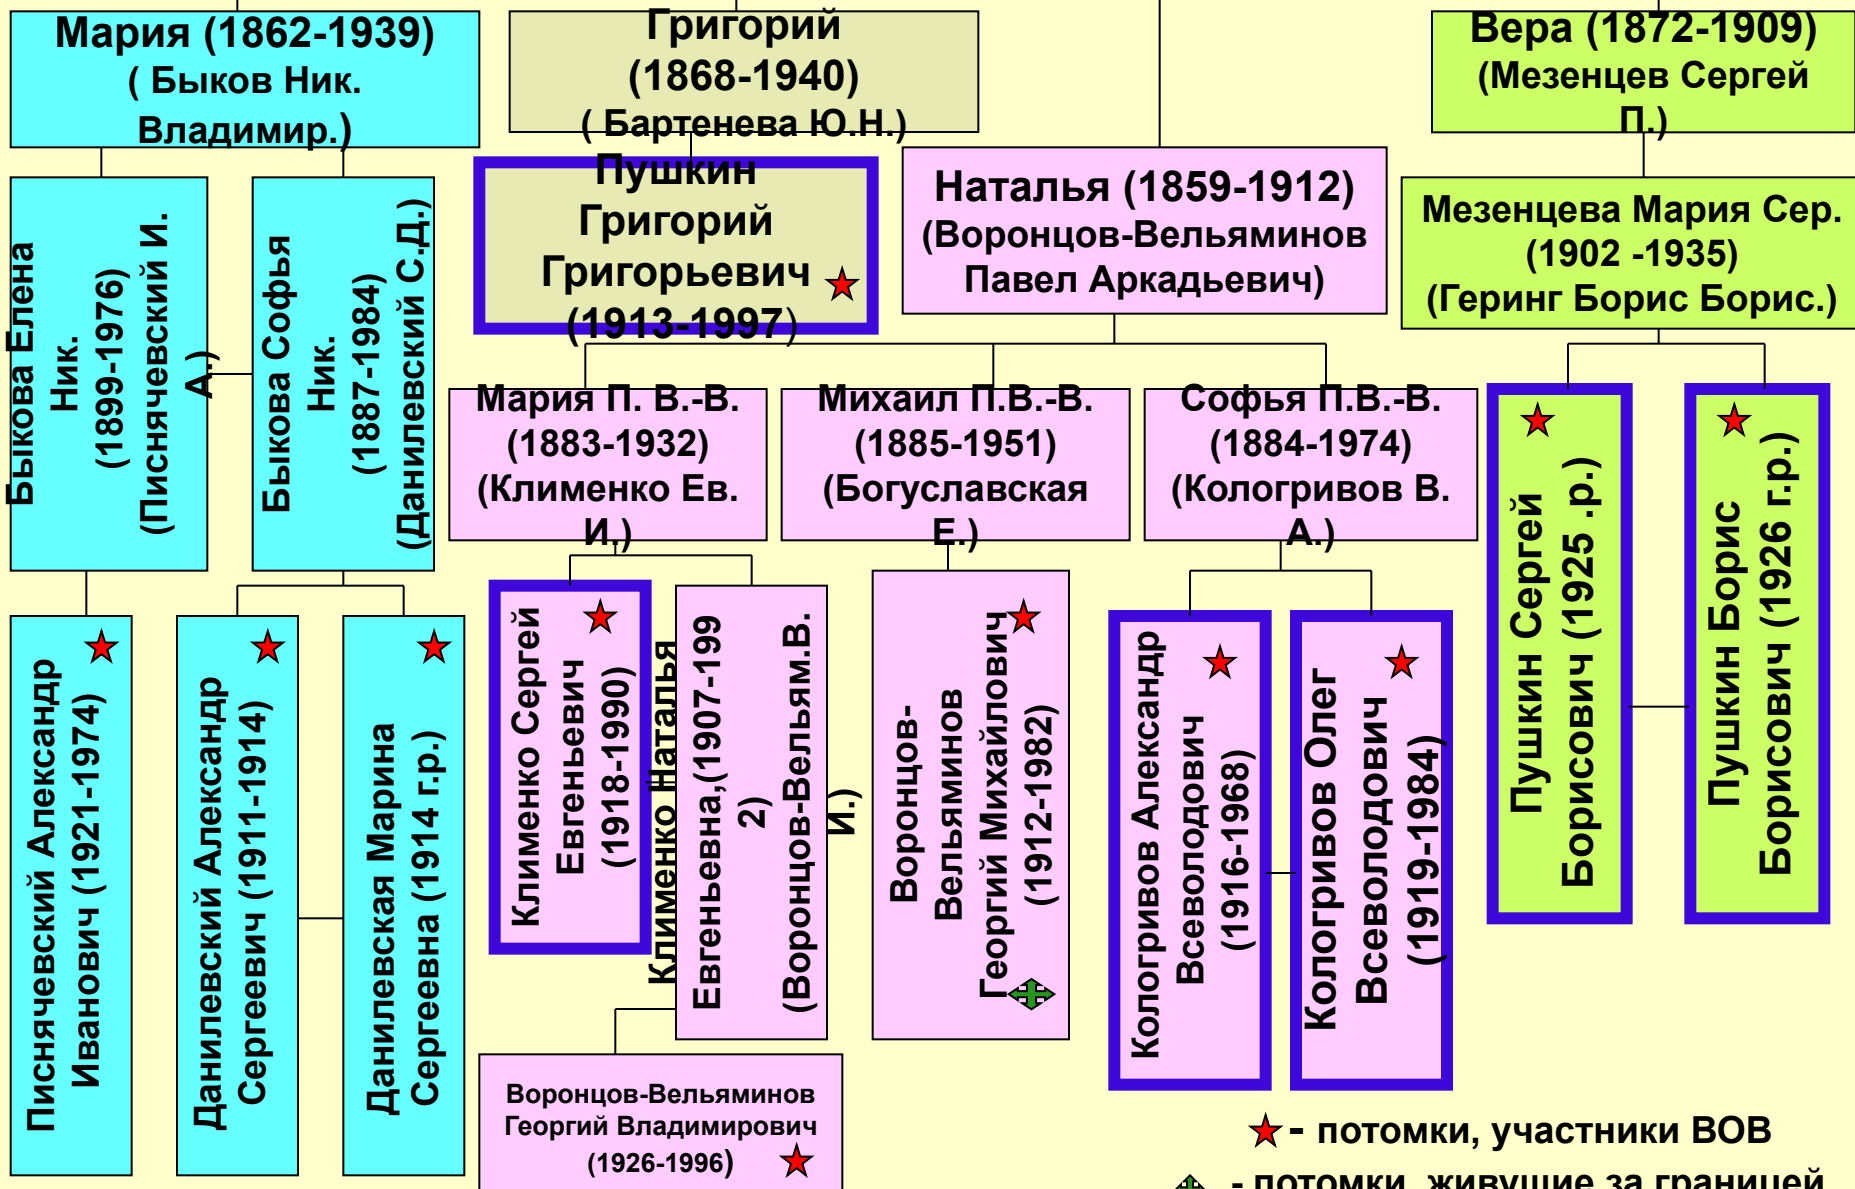 Мария (1862-1939)
( Быков Ник.
Владимир.)
Григорий
(1868-1940)
( Бартенева Ю.Н.)
Вера (1872-1909)
(Мезенцев Сергей
П.)
Быкова Елена
Ник.
(1899-1976)
(Писнячевский И.
А.)
Быкова Софья
Ник.
(1887-1984)
(Данилевский С.Д.)
Пушкин
Григорий
Григорьевич
(1913-1997)
Наталья (1859-1912)
(Воронцов-Вельяминов
Павел Аркадьевич)
Мезенцева Мария Сер.
(1902 -1935)
(Геринг Борис Борис.)
Мария П. В.-В.
(1883-1932)
(Клименко Ев.
И.)
Михаил П.В.-В.
(1885-1951)
(Богуславская
Е.)
Софья П.В.-В.
(1884-1974)
(Кологривов В.
А.)
Пушкин Сергей
Борисович (1925 .р.)
Пушкин Борис
Борисович (1926 г.р.)
Писнячевский Александр
Иванович (1921-1974)
Данилевский Александр
Сергеевич (1911-1914)
Данилевская Марина
Сергеевна (1914 г.р.)
Клименко Сергей
Евгеньевич
(1918-1990)
Клименко Наталья
Евгеньевна,(1907-199
2)
(Воронцов-Вельям.В.
И.)
Воронцов-
Вельяминов
Георгий Михайлович
(1912-1982)
Кологривов Александр
Всеволодович
(1916-1968)
Кологривов Олег
Всеволодович
(1919-1984)
Воронцов-Вельяминов
Георгий Владимирович
(1926-1996)
- потомки, участники ВОВ
- потомки, живущие за границей